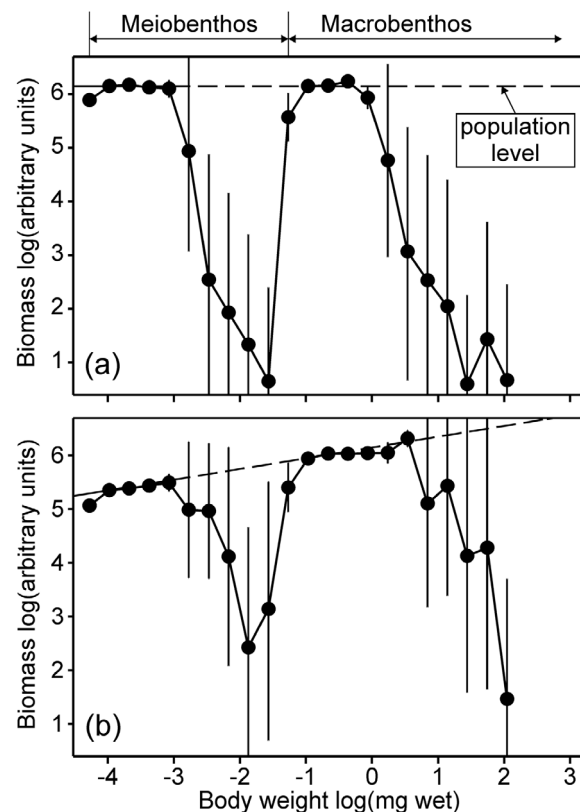 Meiobenthos Macrobenthos
Biomass log(arbitrary units)
6
5
4
3
2
1
population
level
(a)
Biomass log(arbitrary units)
6
5
4
3
2
1
(b)
-4 -3 -2 -1 0 1 2 3
Body weight log(mg wet)